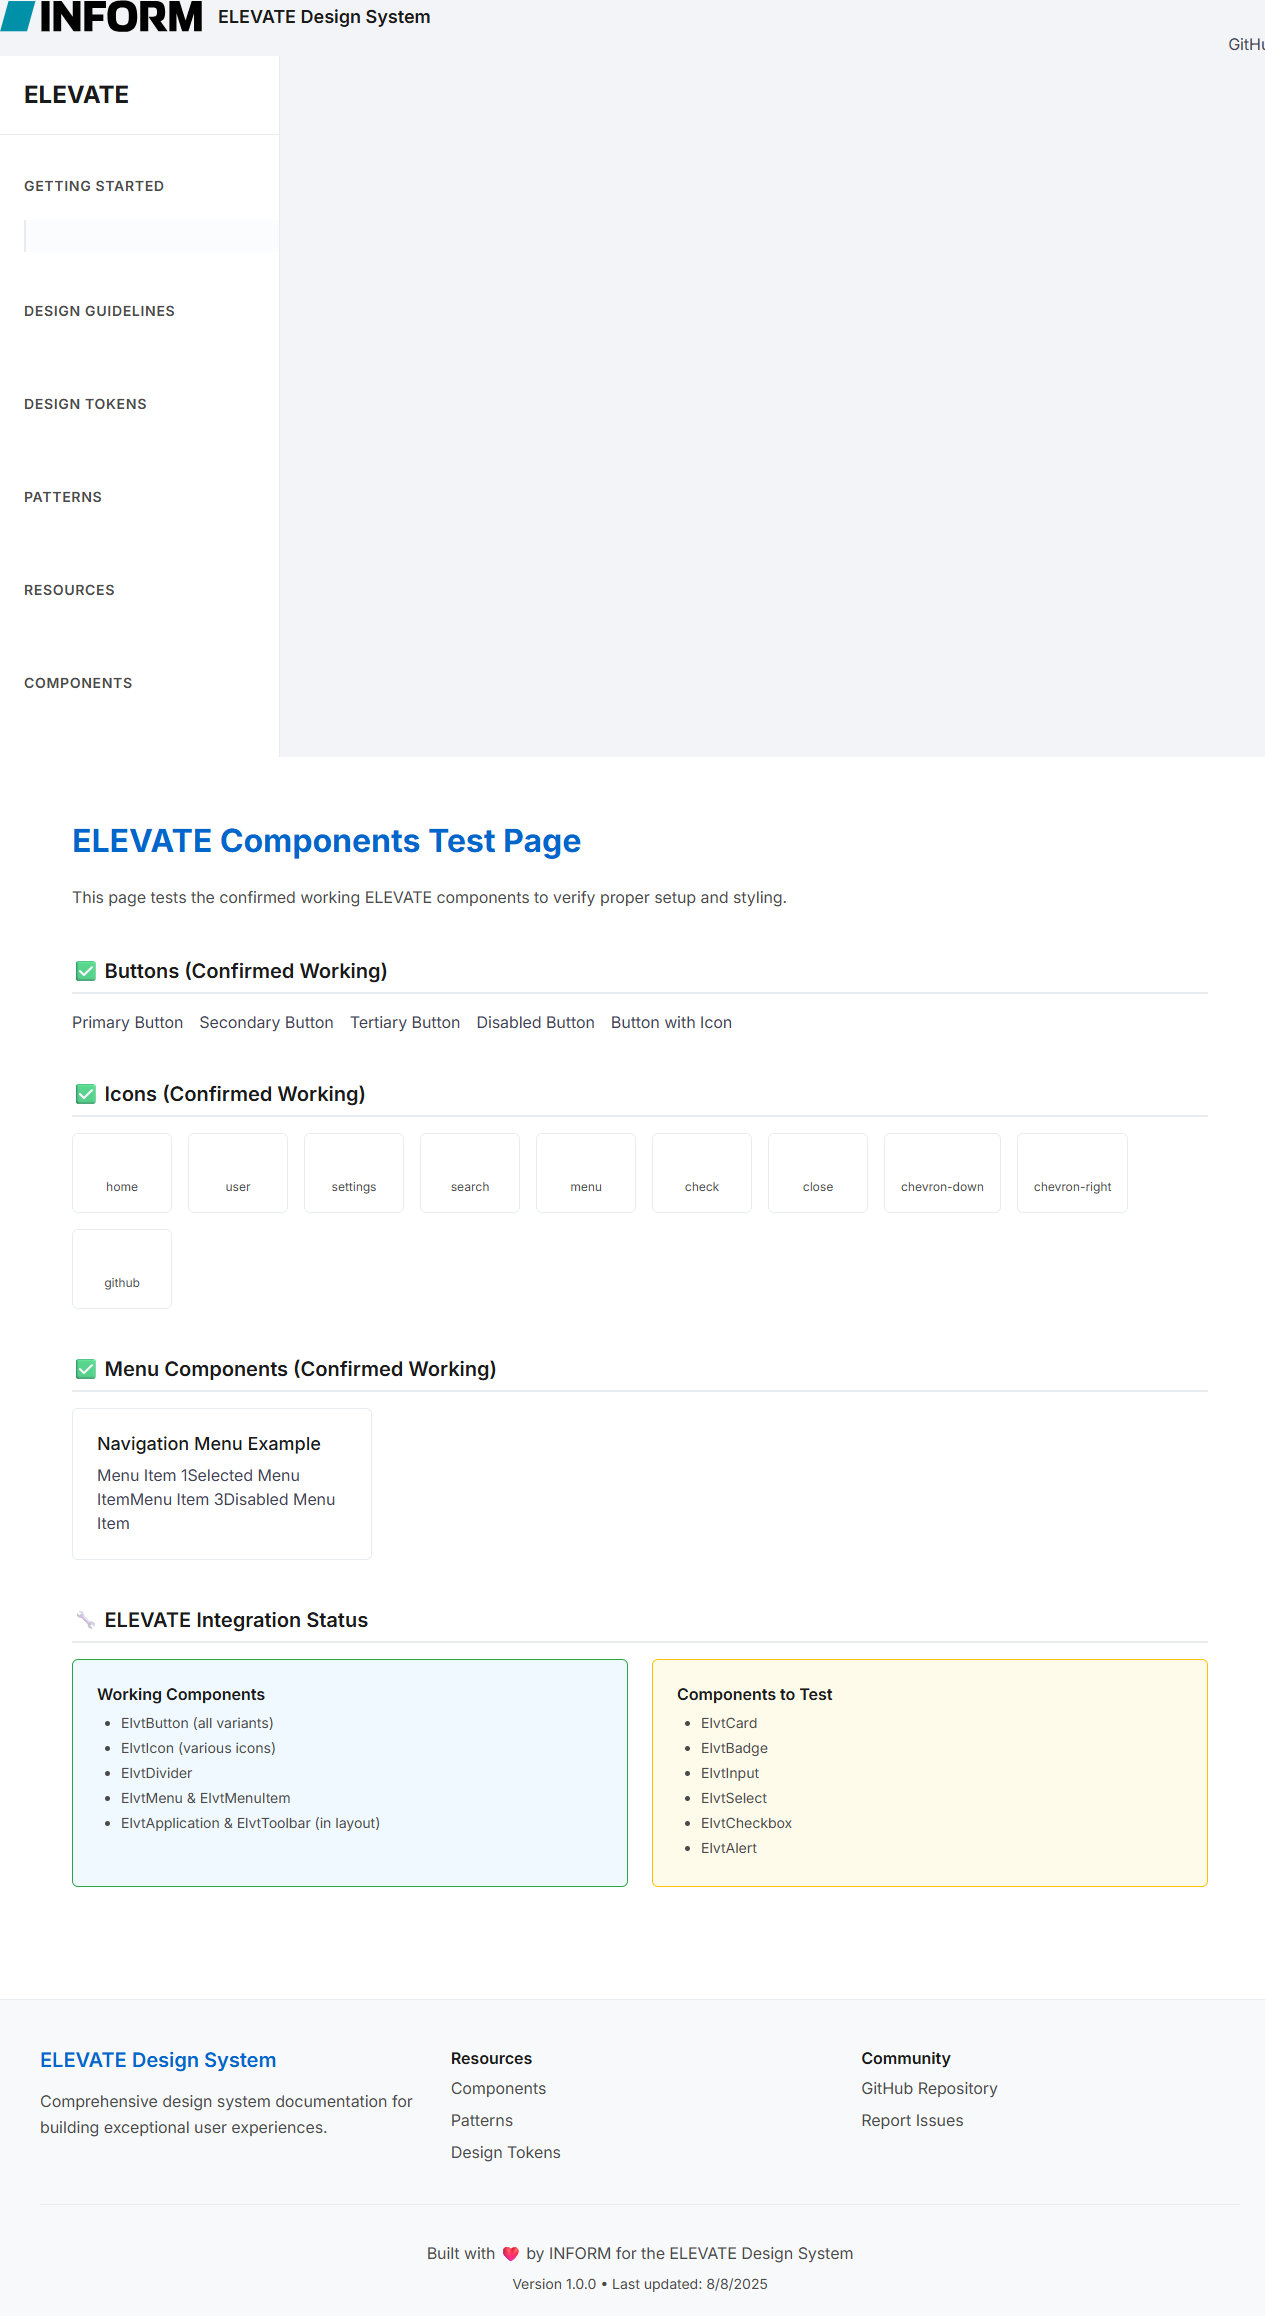 INFORM ELEVATE Design System
GitHu
ELEVATE
GETTING STARTED
DESIGN GUIDELINES
DESIGN TOKENS
PATTERNS
RESOURCES
COMPONENTS
ELEVATE Components Test Page
This page tests the confirmed working ELEVATE components to verify proper setup and styling.
✅ Buttons (Confirmed Working)
Primary Button Secondary Button Tertiary Button Disabled Button Button with Icon
✅ Icons (Confirmed Working)
home user settings search menu check close chevron-down chevron-right
github
✅ Menu Components (Confirmed Working)
Navigation Menu Example
Menu Item 1Selected Menu
ItemMenu Item 3Disabled Menu
Item
🔧 ELEVATE Integration Status
Working Components
• ElvtButton (all variants)
• ElvtIcon (various icons)
• ElvtDivider
• ElvtMenu & ElvtMenuItem
• ElvtApplication & ElvtToolbar (in layout)
Components to Test
• ElvtCard
• ElvtBadge
• ElvtInput
• ElvtSelect
• ElvtCheckbox
• ElvtAlert
ELEVATE Design System
Comprehensive design system documentation for
building exceptional user experiences.
Resources
Components
Patterns
Design Tokens
Community
GitHub Repository
Report Issues
Built with ❤️ by INFORM for the ELEVATE Design System
Version 1.0.0 • Last updated: 8/8/2025